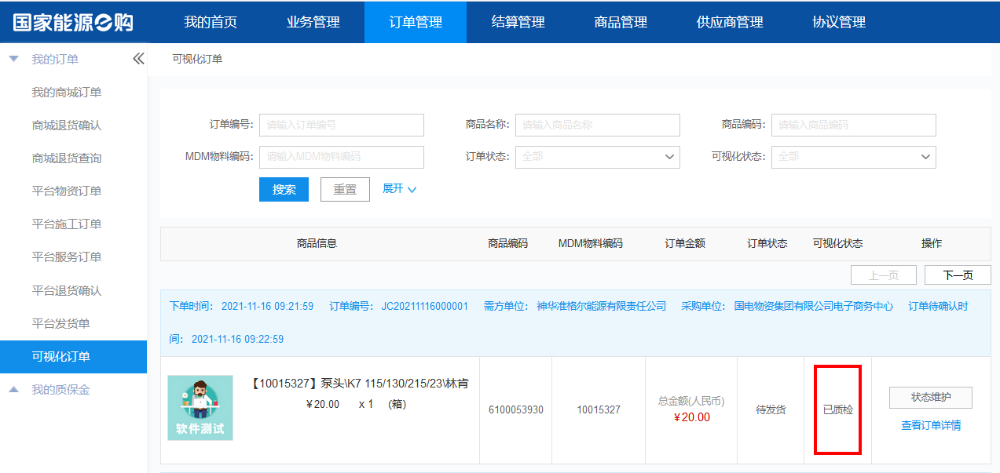 国家能源e购 我的首页 业务管理 订单管理 结算管理 商品管理 供应商管理 协议管理
我的订单
我的商城订单
商城退货确认
商城退货查询
平台物资订单
平台施工订单
平台服务订单
平台退货确认
平台发货单
可视化订单
我的质保金
可视化订单
订单编号: 请输入订单编号 商品名称: 请输入商品名称 商品编码: 请输入商品编码
MDM物料编码: 请输入MDM物料编码 订单状态: 全部 可视化状态: 全部
搜索 重置 展开
商品信息 商品编码 MDM物料编码 订单金额 订单状态 可视化状态 操作
上一页 下一页
下单时间: 2021-11-16 09:21:59 订单编号: JC20211116000001 需方单位: 神华准格尔能源有限责任公司 采购单位: 国电物资集团有限公司电子商务中心 订单待确认时
间: 2021-11-16 09:22:59
软件测试
【10015327】泵头\K7 115/130/215/23\林肯
￥20.00 x 1 （箱）
6100053930
10015327
总金额(人民币)
￥20.00
待发货
已质检
状态维护
查看订单详情